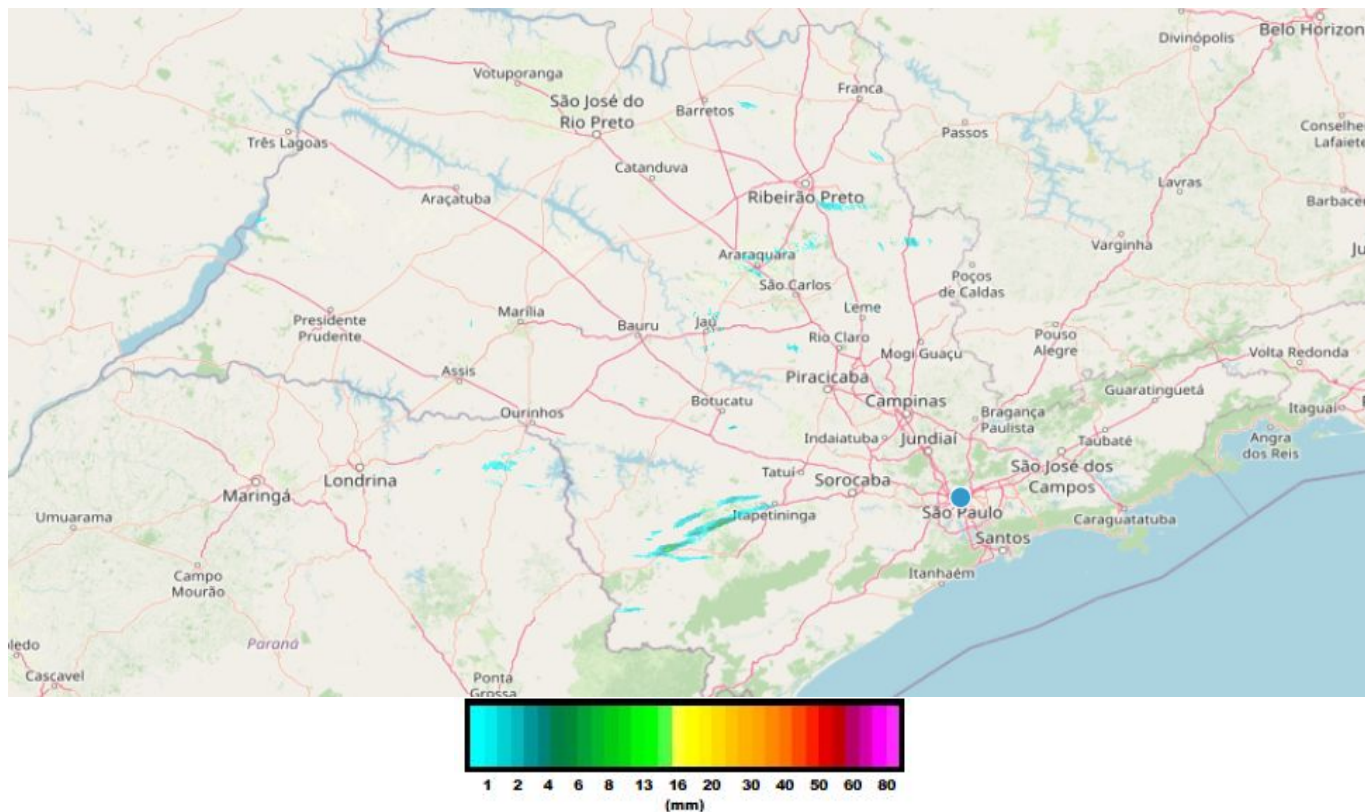 Belo Horizon
Divinópolis
Votuporanga
São José do
Rio Preto
Barretos
Franca
Passos
Conselhe
Lafaiete
Três Lagoas
Catanduva
Araçatuba
Ribeirão Preto
Lavras
Barbace
Varginha
Ju
Araraquara
São Carlos
Poços
de Caldas
Leme
Presidente
Prudente
Marília
Bauru
Jaú
Rio Claro
Mogi Guaçu
Pouso
Alegre
Volta Redonda
Assis
Piracicaba
Campinas
Guaratinguetá
Itaguaí
Ourinhos
Botucatu
Bragança
Paulista
Indaiatuba
Jundiaí
Taubaté
Angra
dos Reis
Londrina
Maringá
Tatuí
Sorocaba
São José dos
Campos
Umuarama
Itapetininga
São Paulo
Caraguatatuba
Santos
Campo
Mourão
Itanhaém
Paraná
ledo
Cascavel
Ponta
Grossa
1 2 4 6 8 13 16 20 30 40 50 60 80
(mm)